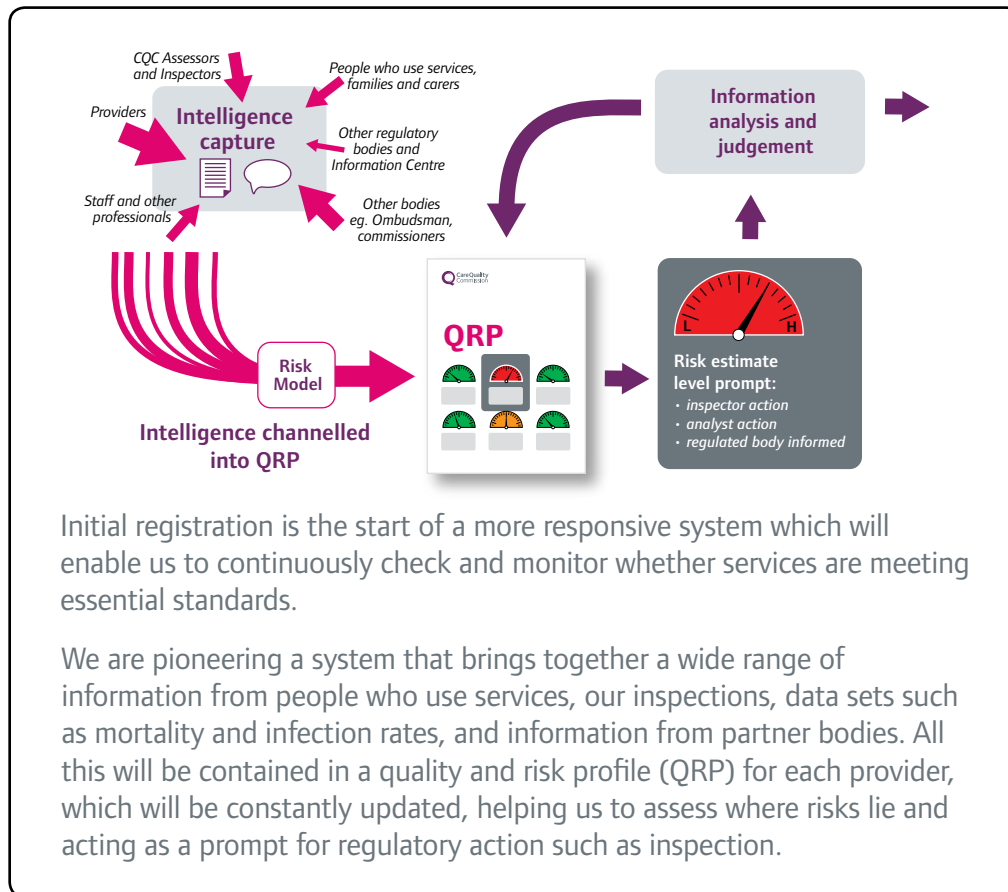 CQC Assessors
and Inspectors
People who use services,
families and carers
Providers
Intelligence
capture
Other regulatory
bodies and
Information Centre
Staff and other
professionals
Other bodies
eg. Ombudsman,
commissioners
Information
analysis and
judgement
Risk
Model
Intelligence channelled
into QRP
CareQuality
Commission
QRP
L
H
Risk estimate
level prompt:
· inspector action
· analyst action
· regulated body informed
Initial registration is the start of a more responsive system which will
enable us to continuously check and monitor whether services are meeting
essential standards.
We are pioneering a system that brings together a wide range of
information from people who use services, our inspections, data sets such
as mortality and infection rates, and information from partner bodies. All
this will be contained in a quality and risk profile (QRP) for each provider,
which will be constantly updated, helping us to assess where risks lie and
acting as a prompt for regulatory action such as inspection.